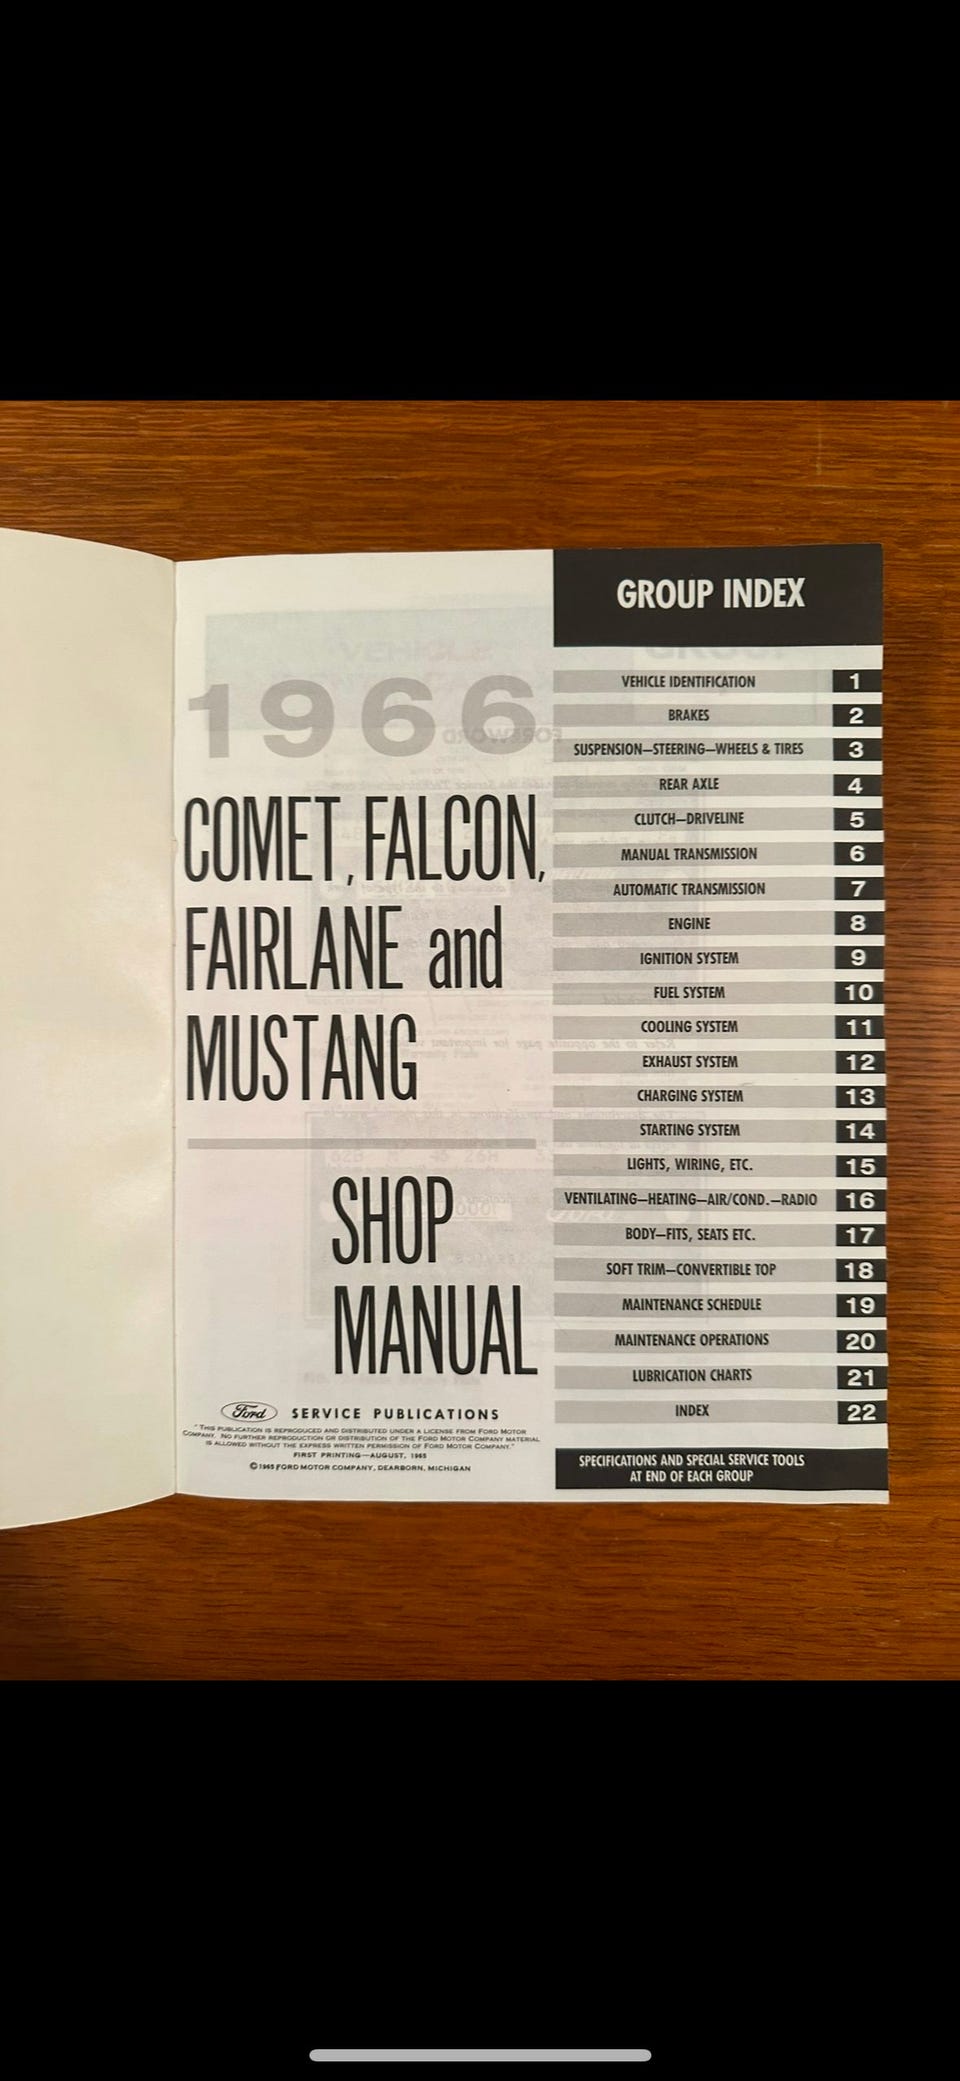 1966
COMET, FALCON,
FAIRLANE and
MUSTANG
SHOP
MANUAL
Ford SERVICE PUBLICATIONS
"THIS PUBLICATION IS REPRODUCED AND DISTRIBUTED UNDER A LICENSE FROM FORD MOTOR
COMPANY. NO FURTHER REPRODUCTION OR DISTRIBUTION OF THE FORD MOTOR COMPANY MATERIAL
IS ALLOWED WITHOUT THE EXPRESS WRITTEN PERMISSION OF FORD MOTOR COMPANY."
FIRST PRINTING—AUGUST, 1965
©1965 FORD MOTOR COMPANY, DEARBORN, MICHIGAN
GROUP INDEX
VEHICLE IDENTIFICATION 1
BRAKES 2
SUSPENSION—STEERING—WHEELS & TIRES 3
REAR AXLE 4
CLUTCH—DRIVELINE 5
MANUAL TRANSMISSION 6
AUTOMATIC TRANSMISSION 7
ENGINE 8
IGNITION SYSTEM 9
FUEL SYSTEM 10
COOLING SYSTEM 11
EXHAUST SYSTEM 12
CHARGING SYSTEM 13
STARTING SYSTEM 14
LIGHTS, WIRING, ETC. 15
VENTILATING—HEATING—AIR/COND.—RADIO 16
BODY—FITS, SEATS ETC. 17
SOFT TRIM—CONVERTIBLE TOP 18
MAINTENANCE SCHEDULE 19
MAINTENANCE OPERATIONS 20
LUBRICATION CHARTS 21
INDEX 22
SPECIFICATIONS AND SPECIAL SERVICE TOOLS
AT END OF EACH GROUP